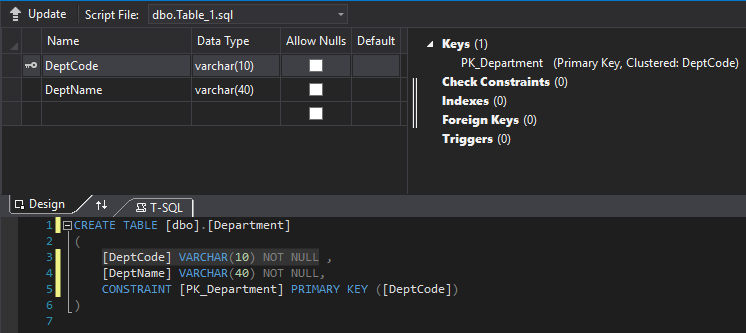 Update Script File: dbo.Table_1.sql
Name Data Type Allow Nulls Default
DeptCode varchar(10)
DeptName varchar(40)
Keys (1)
PK_Department (Primary Key, Clustered: DeptCode)
Check Constraints (0)
Indexes (0)
Foreign Keys (0)
Triggers (0)
Design T-SQL
1 CREATE TABLE [dbo].[Department]
2 (
3 [DeptCode] VARCHAR(10) NOT NULL ,
4 [DeptName] VARCHAR(40) NOT NULL,
5 CONSTRAINT [PK_Department] PRIMARY KEY ([DeptCode])
6 )
7